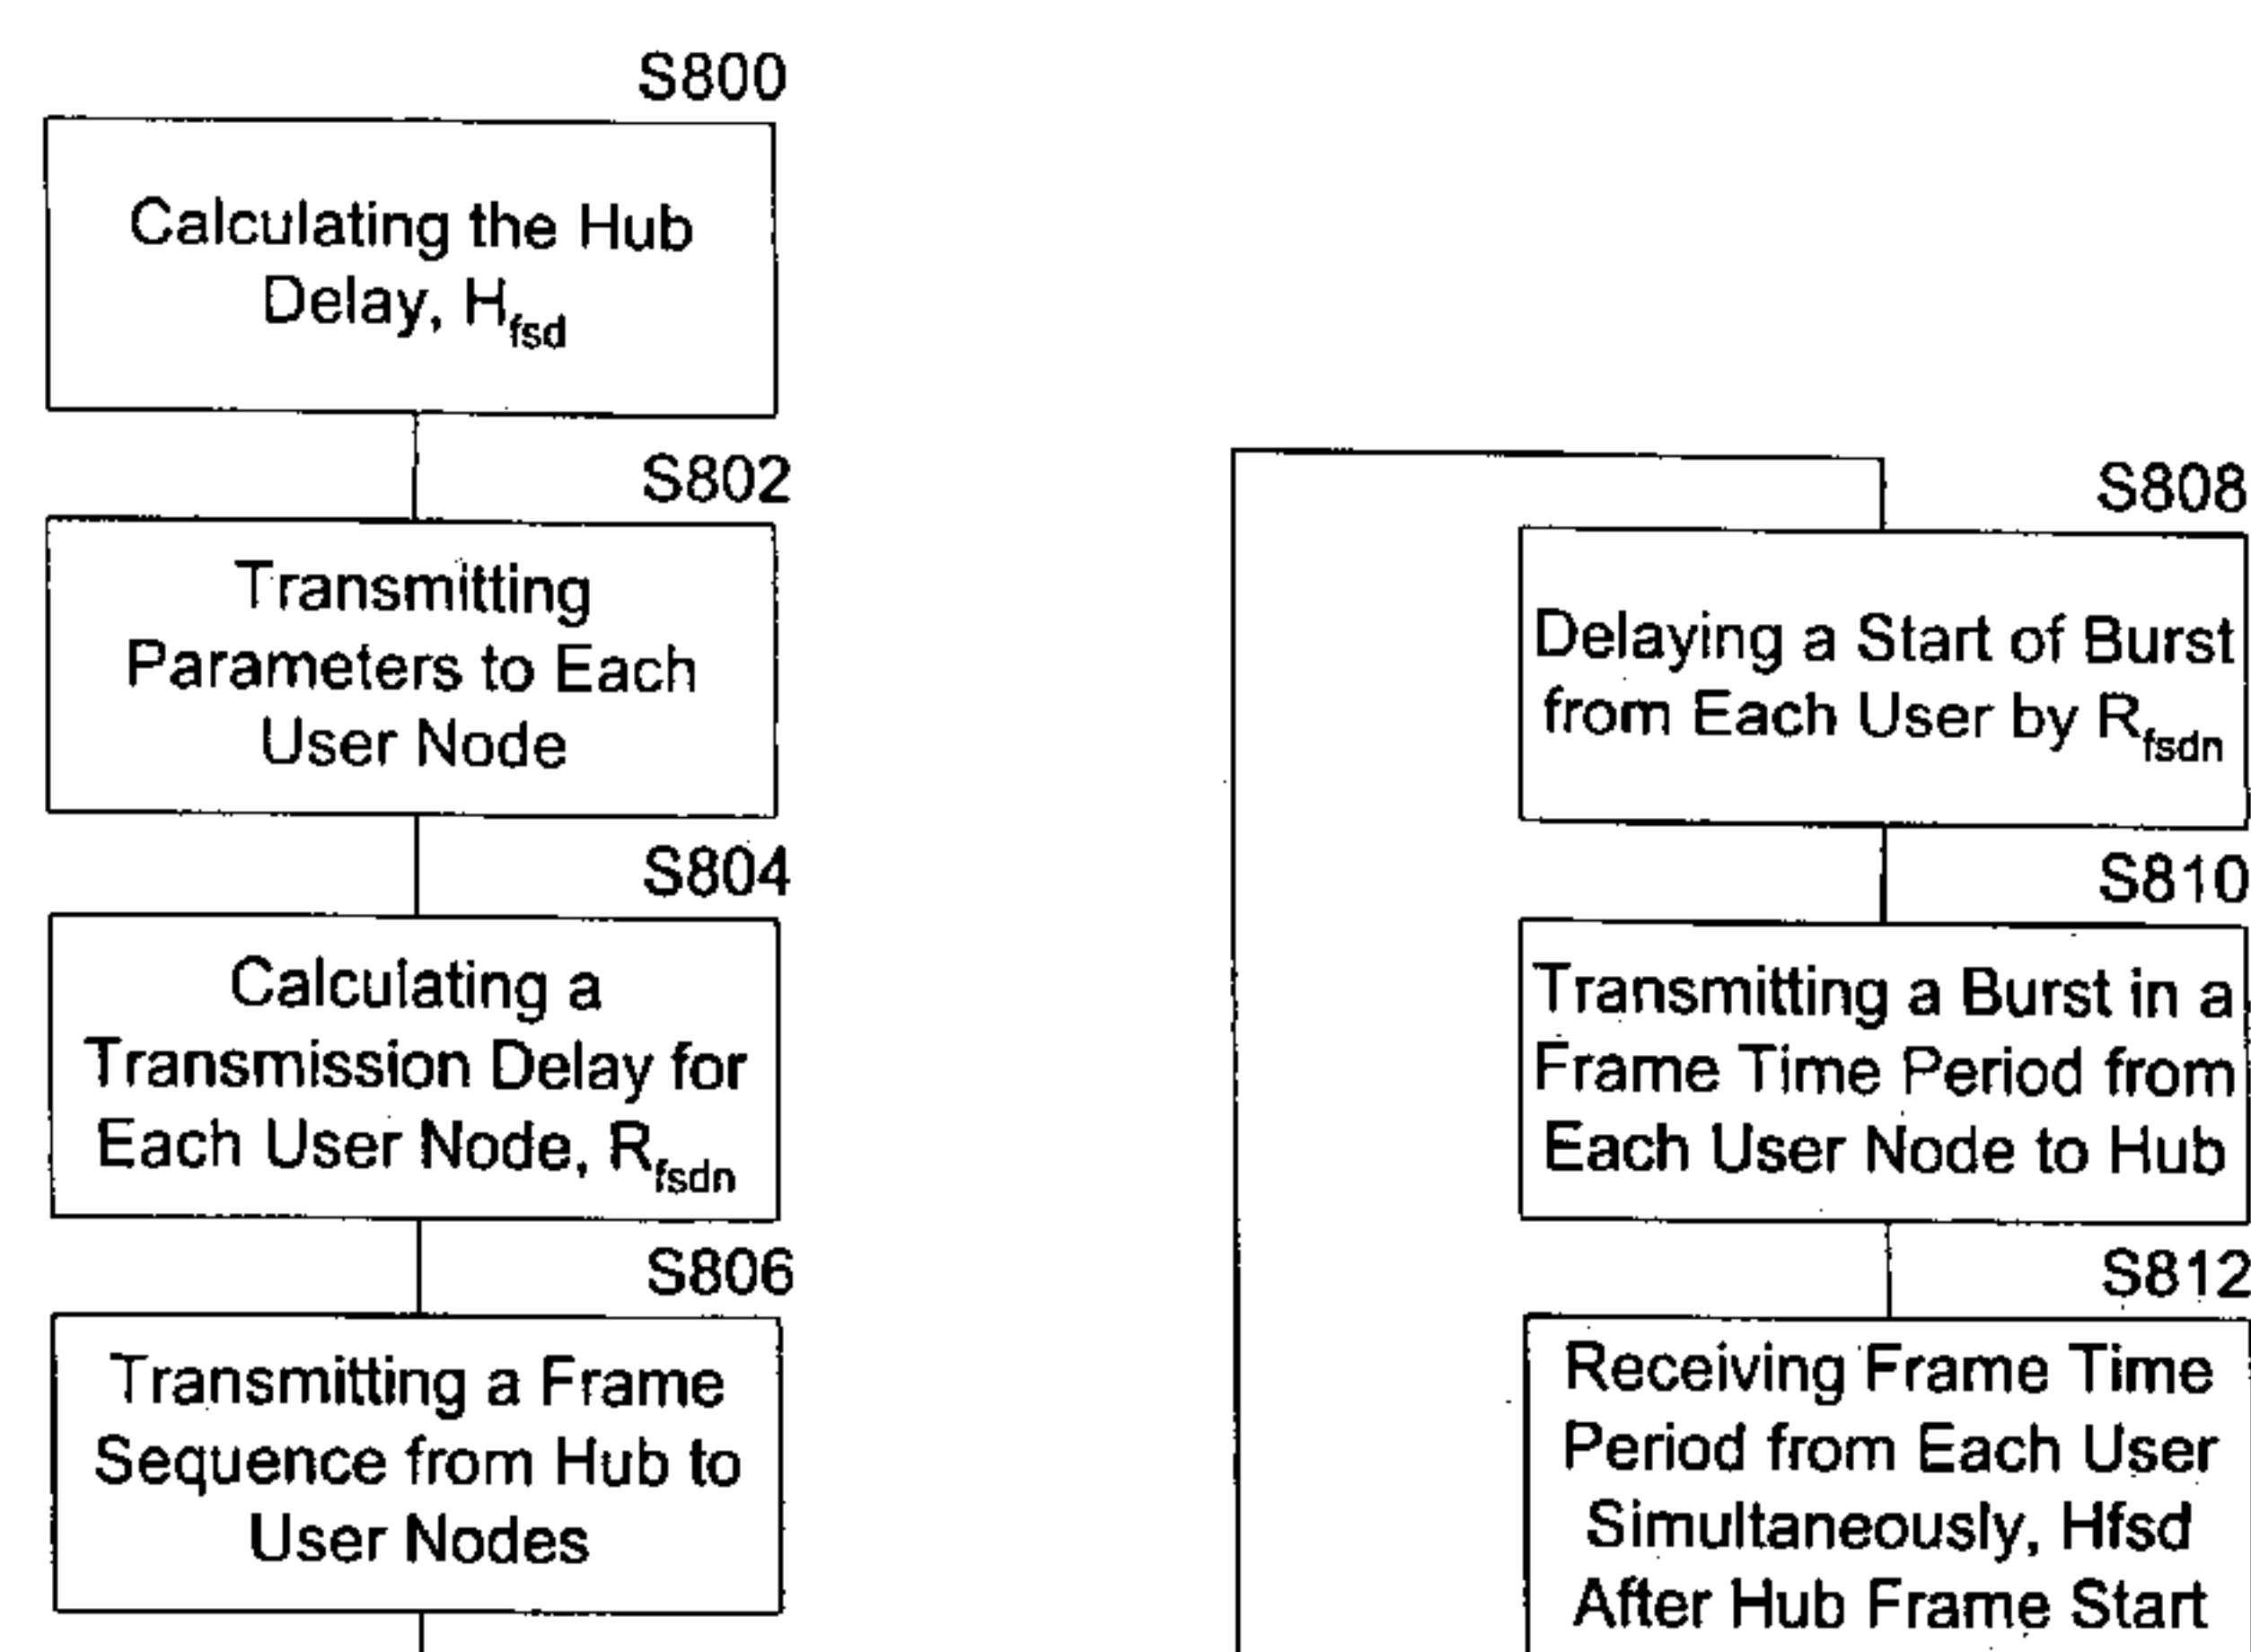 S800
Calculating the Hub
Delay, H_fsd
S802
Transmitting
Parameters to Each
User Node
S804
Calculating a
Transmission Delay for
Each User Node, R_fsdn
S806
Transmitting a Frame
Sequence from Hub to
User Nodes
S808
Delaying a Start of Burst
from Each User by R_fsdn
S810
Transmitting a Burst in a
Frame Time Period from
Each User Node to Hub
S812
Receiving Frame Time
Period from Each User
Simultaneously, Hfsd
After Hub Frame Start